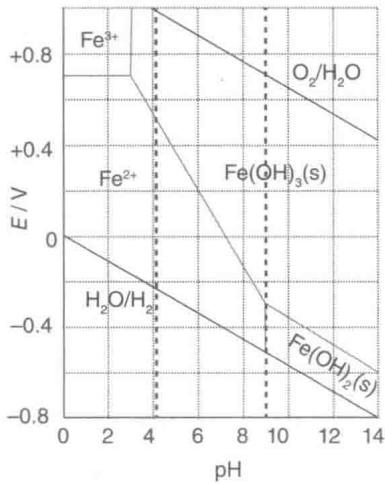 +0.8
+0.4
0
−0.4
−0.8
E / V
Fe³⁺
O₂/H₂O
Fe²⁺
Fe(OH)₃(s)
H₂O/H₂
Fe(OH)₂(s)
0 2 4 6 8 10 12 14
pH